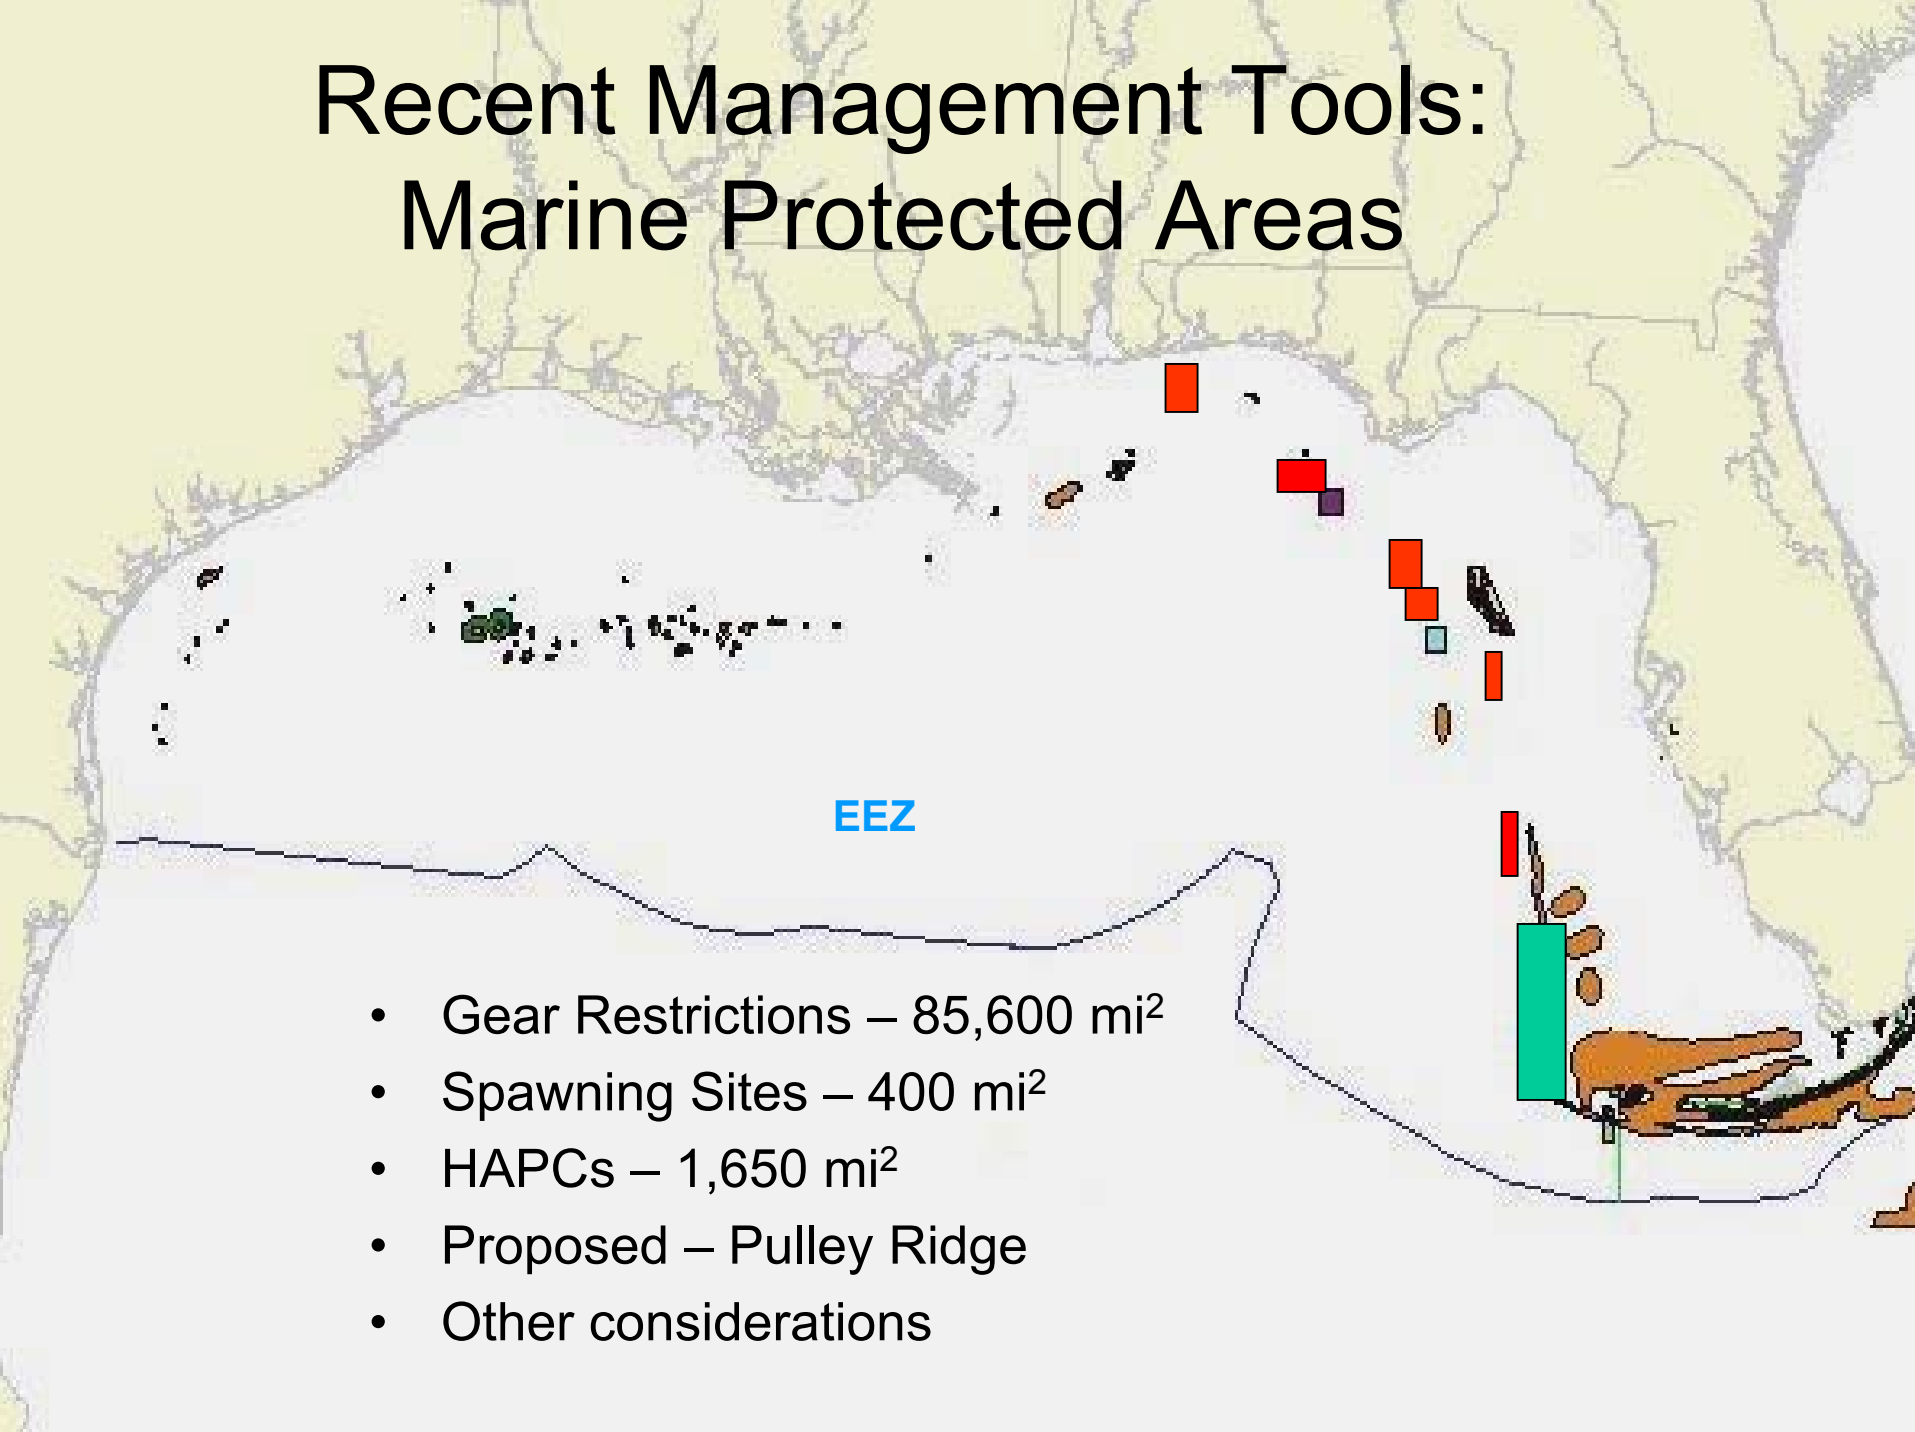 Recent Management Tools:
Marine Protected Areas
EEZ
• Gear Restrictions – 85,600 mi²
• Spawning Sites – 400 mi²
• HAPCs – 1,650 mi²
• Proposed – Pulley Ridge
• Other considerations